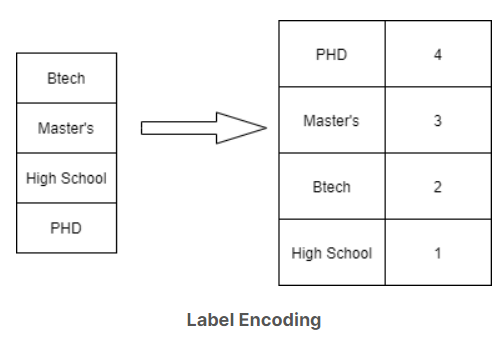 Btech
Master's
High School
PHD
PHD 4
Master's 3
Btech 2
High School 1
Label Encoding